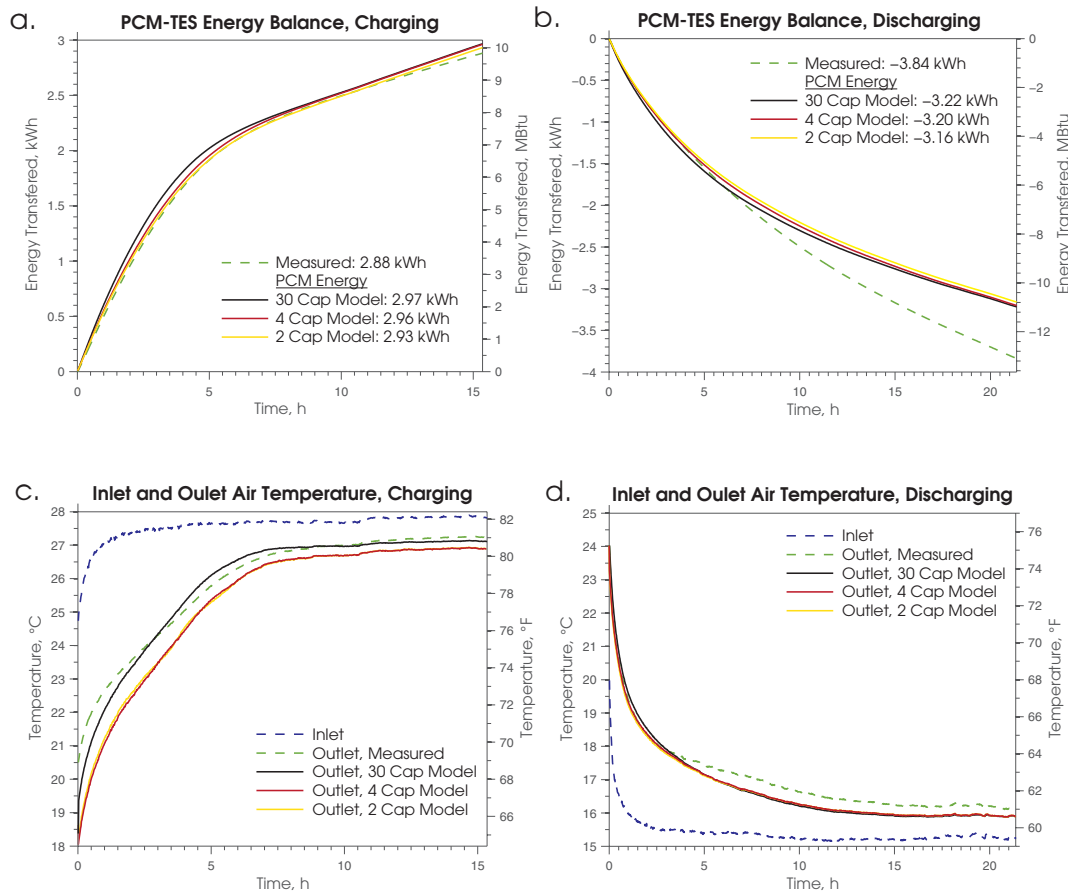 a.
PCM-TES Energy Balance, Charging
Energy Transfered, kWh
3
2.5
2
1.5
1
0.5
0
10
9
8
7
6
5
4
3
2
1
0
Energy Transfered, MBtu
Measured: 2.88 kWh
PCM Energy
30 Cap Model: 2.97 kWh
4 Cap Model: 2.96 kWh
2 Cap Model: 2.93 kWh
0 5 10 15
Time, h
b.
PCM-TES Energy Balance, Discharging
Energy Transfered, kWh
0
−0.5
−1
−1.5
−2
−2.5
−3
−3.5
−4
0
−2
−4
−6
−8
−10
−12
Energy Transfered, MBtu
Measured: −3.84 kWh
PCM Energy
30 Cap Model: −3.22 kWh
4 Cap Model: −3.20 kWh
2 Cap Model: −3.16 kWh
0 5 10 15 20
Time, h
c.
Inlet and Oulet Air Temperature, Charging
Temperature, °C
28
27
26
25
24
23
22
21
20
19
18
82
80
78
76
74
72
70
68
66
Temperature, °F
Inlet
Outlet, Measured
Outlet, 30 Cap Model
Outlet, 4 Cap Model
Outlet, 2 Cap Model
0 5 10 15
Time, h
d.
Inlet and Oulet Air Temperature, Discharging
Temperature, °C
25
24
23
22
21
20
19
18
17
16
15
76
74
72
70
68
66
64
62
60
Temperature, °F
Inlet
Outlet, Measured
Outlet, 30 Cap Model
Outlet, 4 Cap Model
Outlet, 2 Cap Model
0 5 10 15 20
Time, h